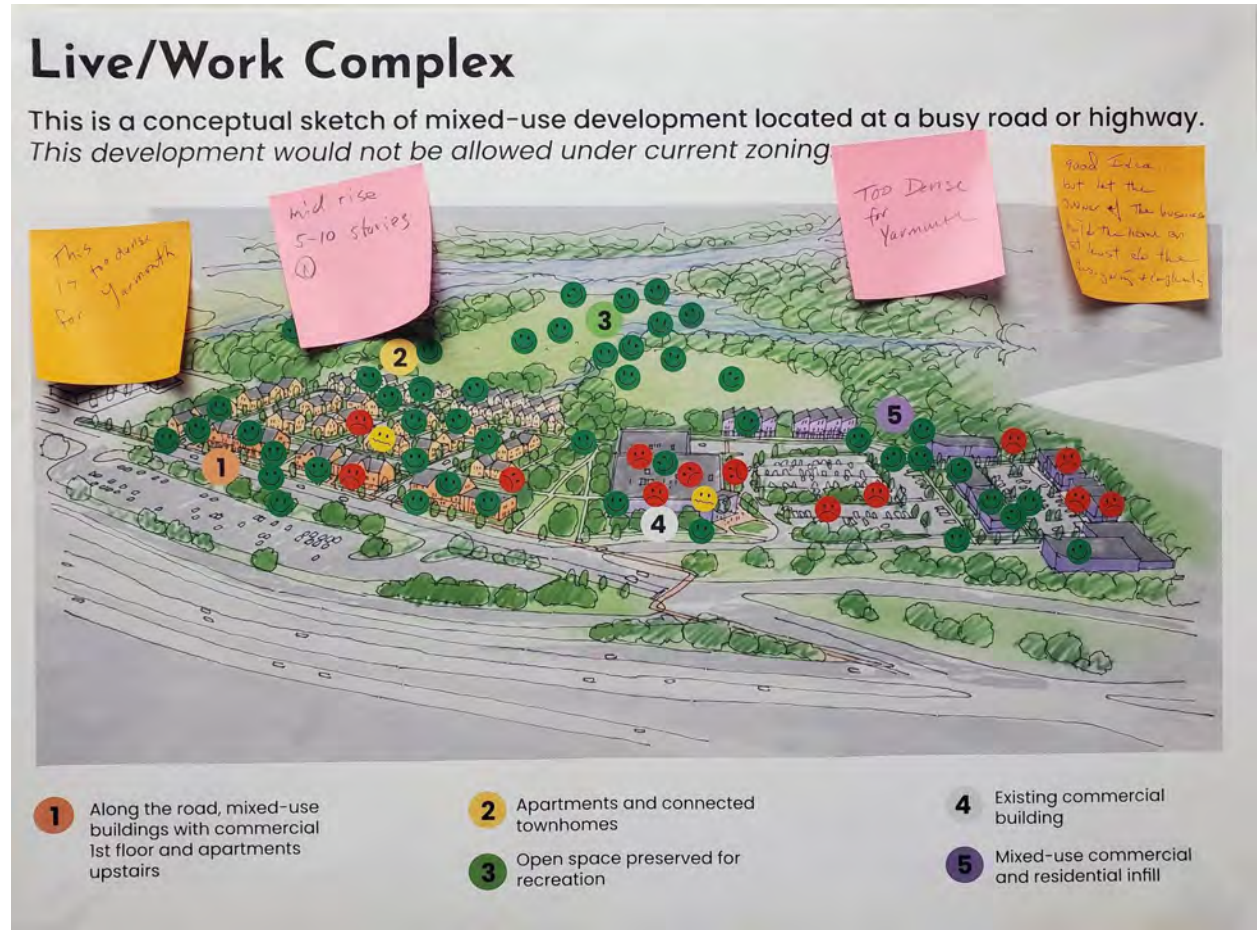 Live/Work Complex
This is a conceptual sketch of mixed-use development located at a busy road or highway.
This development would not be allowed under current zoning.
This
is too dense
for Yarmouth
mid rise
5-10 stories
①
Too Dense
for
Yarmouth
good Idea...
but let the
owner of the business
build the home or
at least do the
1
2
3
4
5
1 Along the road, mixed-use
buildings with commercial
1st floor and apartments
upstairs
2 Apartments and connected
townhomes
3 Open space preserved for
recreation
4 Existing commercial
building
5 Mixed-use commercial
and residential infill